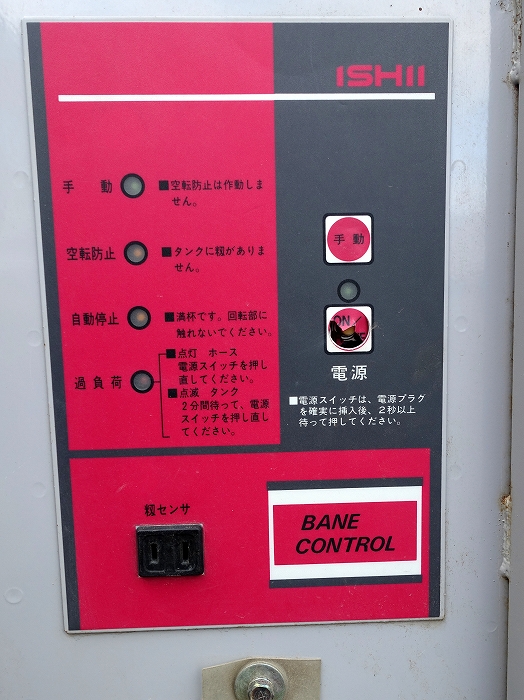 ISHII
手 動
■空転防止は作動しま
せん。
空転防止
■タンクに籾がありま
せん。
自動停止
■満杯です。回転部に
触れないでください。
過負荷
■点灯 ホース
電源スイッチを押し
直してください。
■点滅 タンク
2分間待って、電源
スイッチを押し直し
てください。
手 動
ON
電源
■電源スイッチは、電源プラグ
を確実に挿入後、2秒以上
待って押してください。
籾センサ
BANE
CONTROL